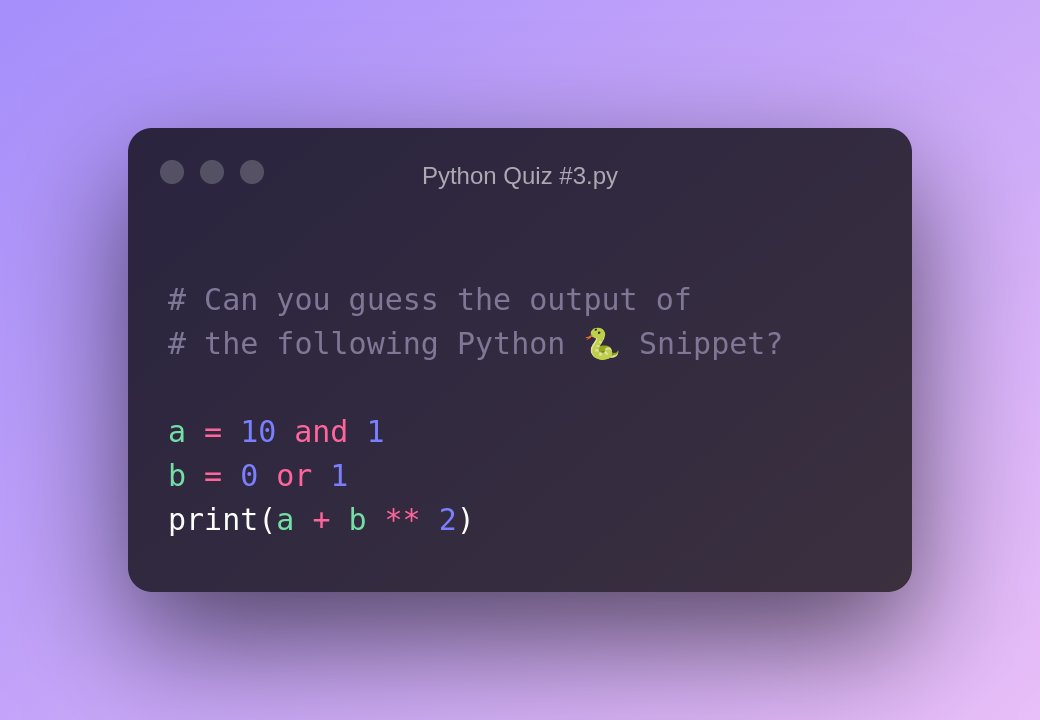 Python Quiz #3.py
# Can you guess the output of
# the following Python 🐍 Snippet?
a = 10 and 1
b = 0 or 1
print(a + b ** 2)